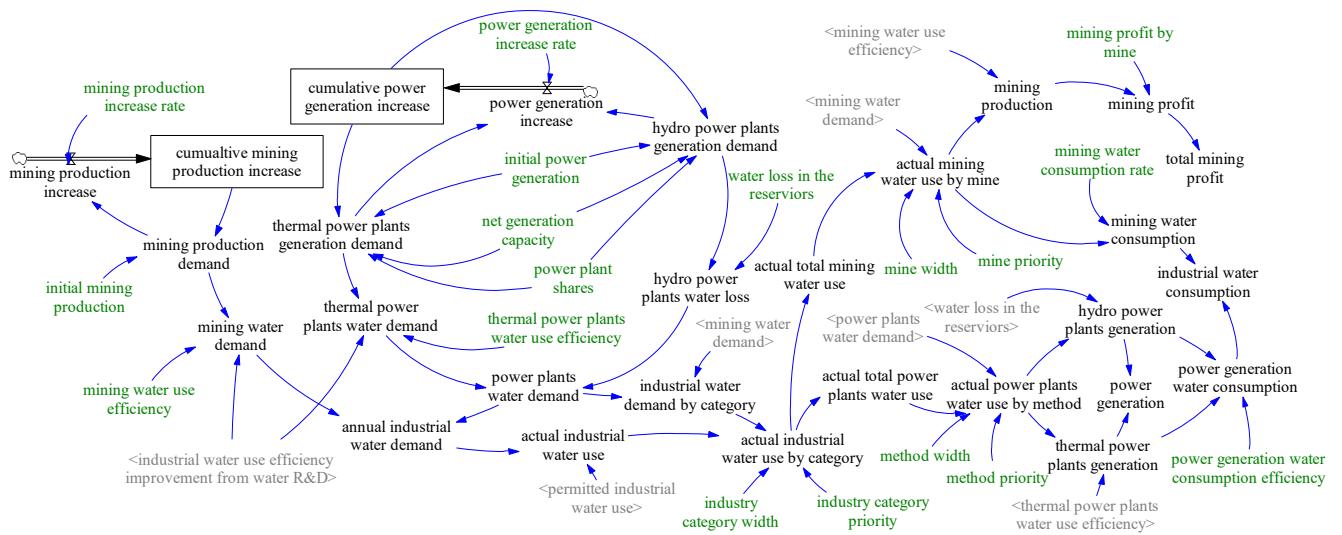 power generation
increase rate
<mining water use
efficiency>
mining profit by
mine
mining production
increase rate
cumulative power
generation increase
power generation
increase
mining
production
mining profit
<mining water
demand>
hydro power plants
generation demand
mining production
increase
cumualtive mining
production increase
initial power
generation
water loss in the
reserviors
actual mining
water use by mine
mining water
consumption rate
total mining
profit
thermal power plants
generation demand
net generation
capacity
mining water
consumption
mining production
demand
initial mining
production
power plant
shares
hydro power
plants water loss
actual total mining
water use
mine width
mine priority
industrial water
consumption
thermal power
plants water demand
mining water
demand
thermal power plants
water use efficiency
<mining water
demand>
<power plants
water demand>
<water loss in the
reserviors>
hydro power
plants generation
mining water use
efficiency
power plants
water demand
industrial water
demand by category
actual total power
plants water use
actual power plants
water use by method
power
generation
power generation
water consumption
annual industrial
water demand
actual industrial
water use
actual industrial
water use by category
method width
method priority
thermal power
plants generation
power generation water
consumption efficiency
<industrial water use efficiency
improvement from water R&D>
<permitted industrial
water use>
industry
category width
industry category
priority
<thermal power plants
water use efficiency>